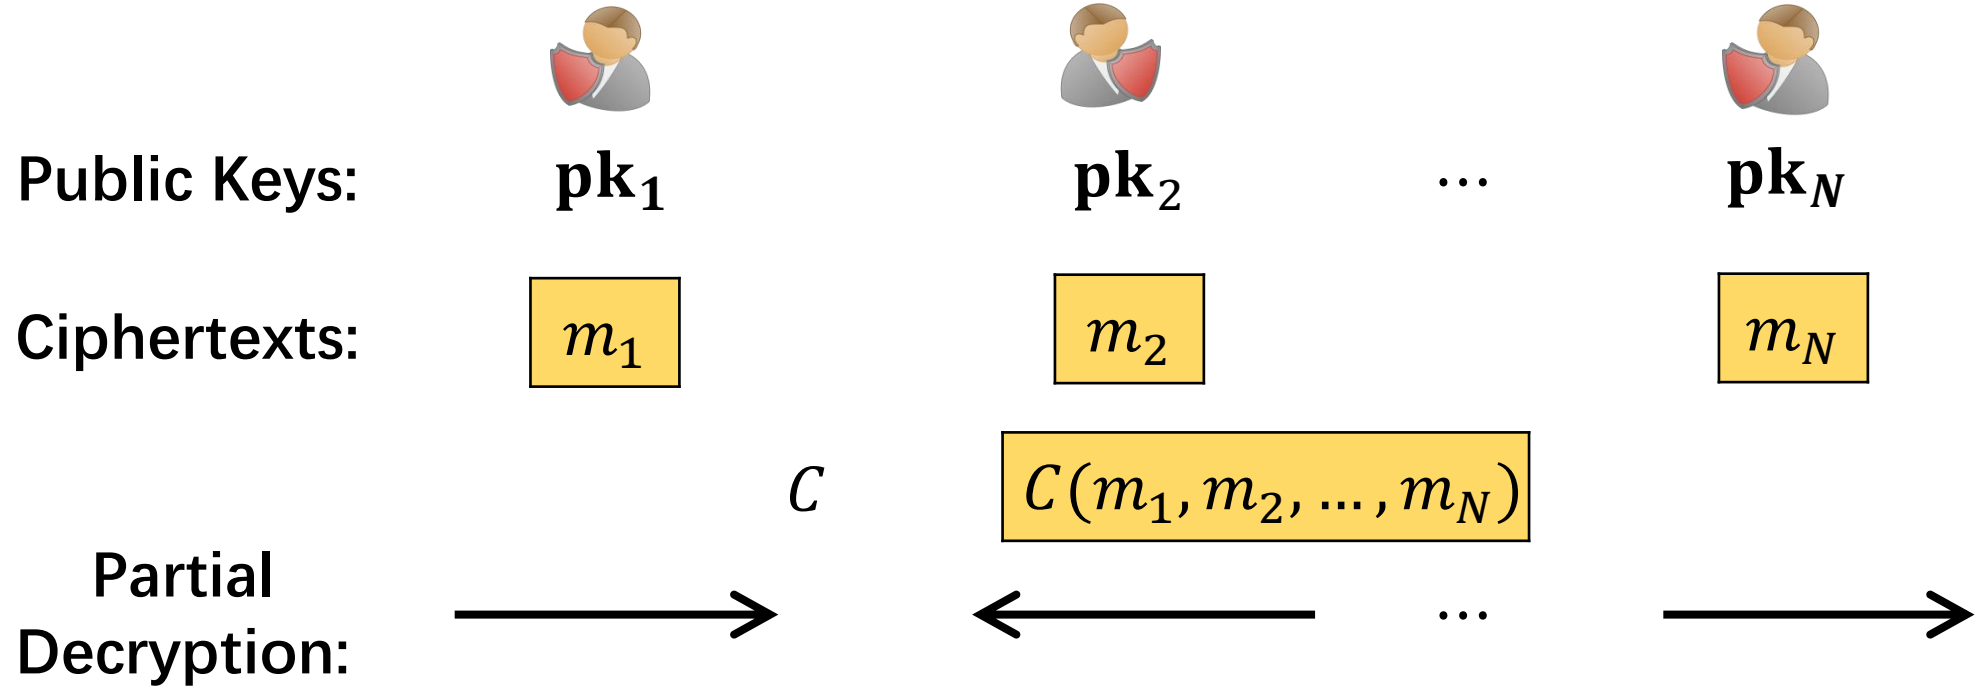 Public Keys: pk₁ pk₂ ... pk_N
Ciphertexts: m₁ m₂ m_N
C C(m₁, m₂, ..., m_N)
Partial
Decryption: ...